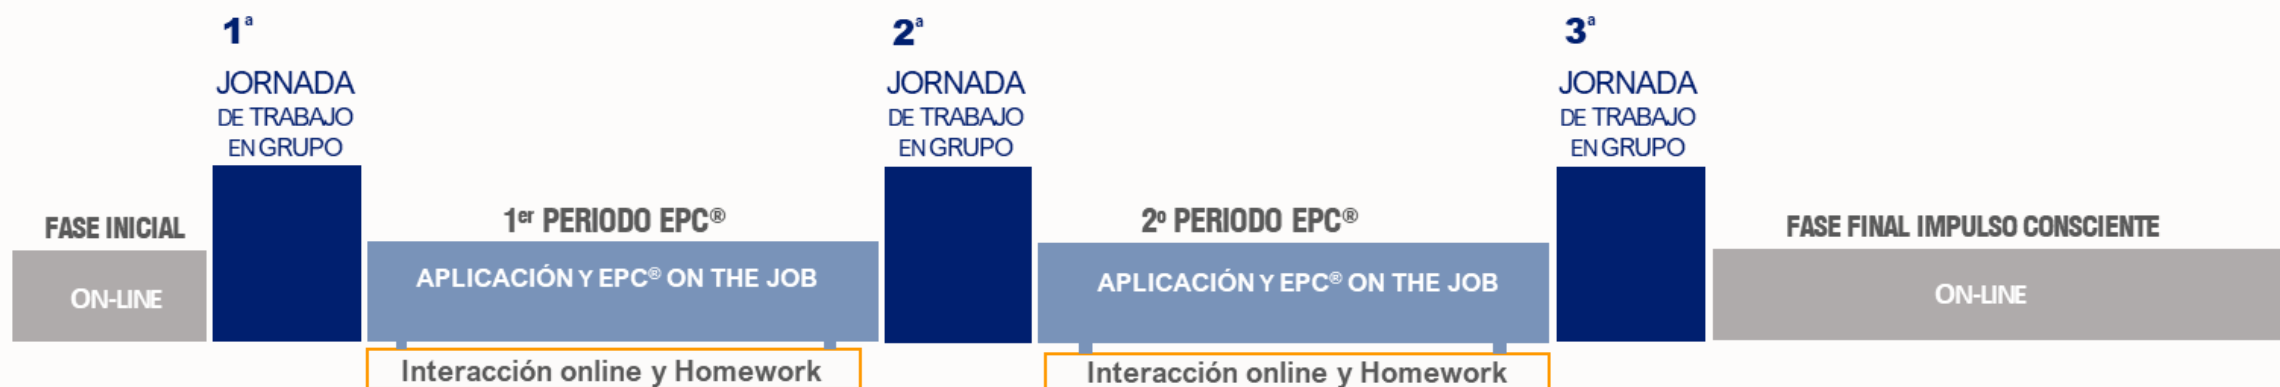 1ª
JORNADA
DE TRABAJO
EN GRUPO
2ª
JORNADA
DE TRABAJO
EN GRUPO
3ª
JORNADA
DE TRABAJO
EN GRUPO
FASE INICIAL
ON-LINE
1er PERIODO EPC®
APLICACIÓN Y EPC® ON THE JOB
Interacción online y Homework
2º PERIODO EPC®
APLICACIÓN Y EPC® ON THE JOB
Interacción online y Homework
FASE FINAL IMPULSO CONSCIENTE
ON-LINE